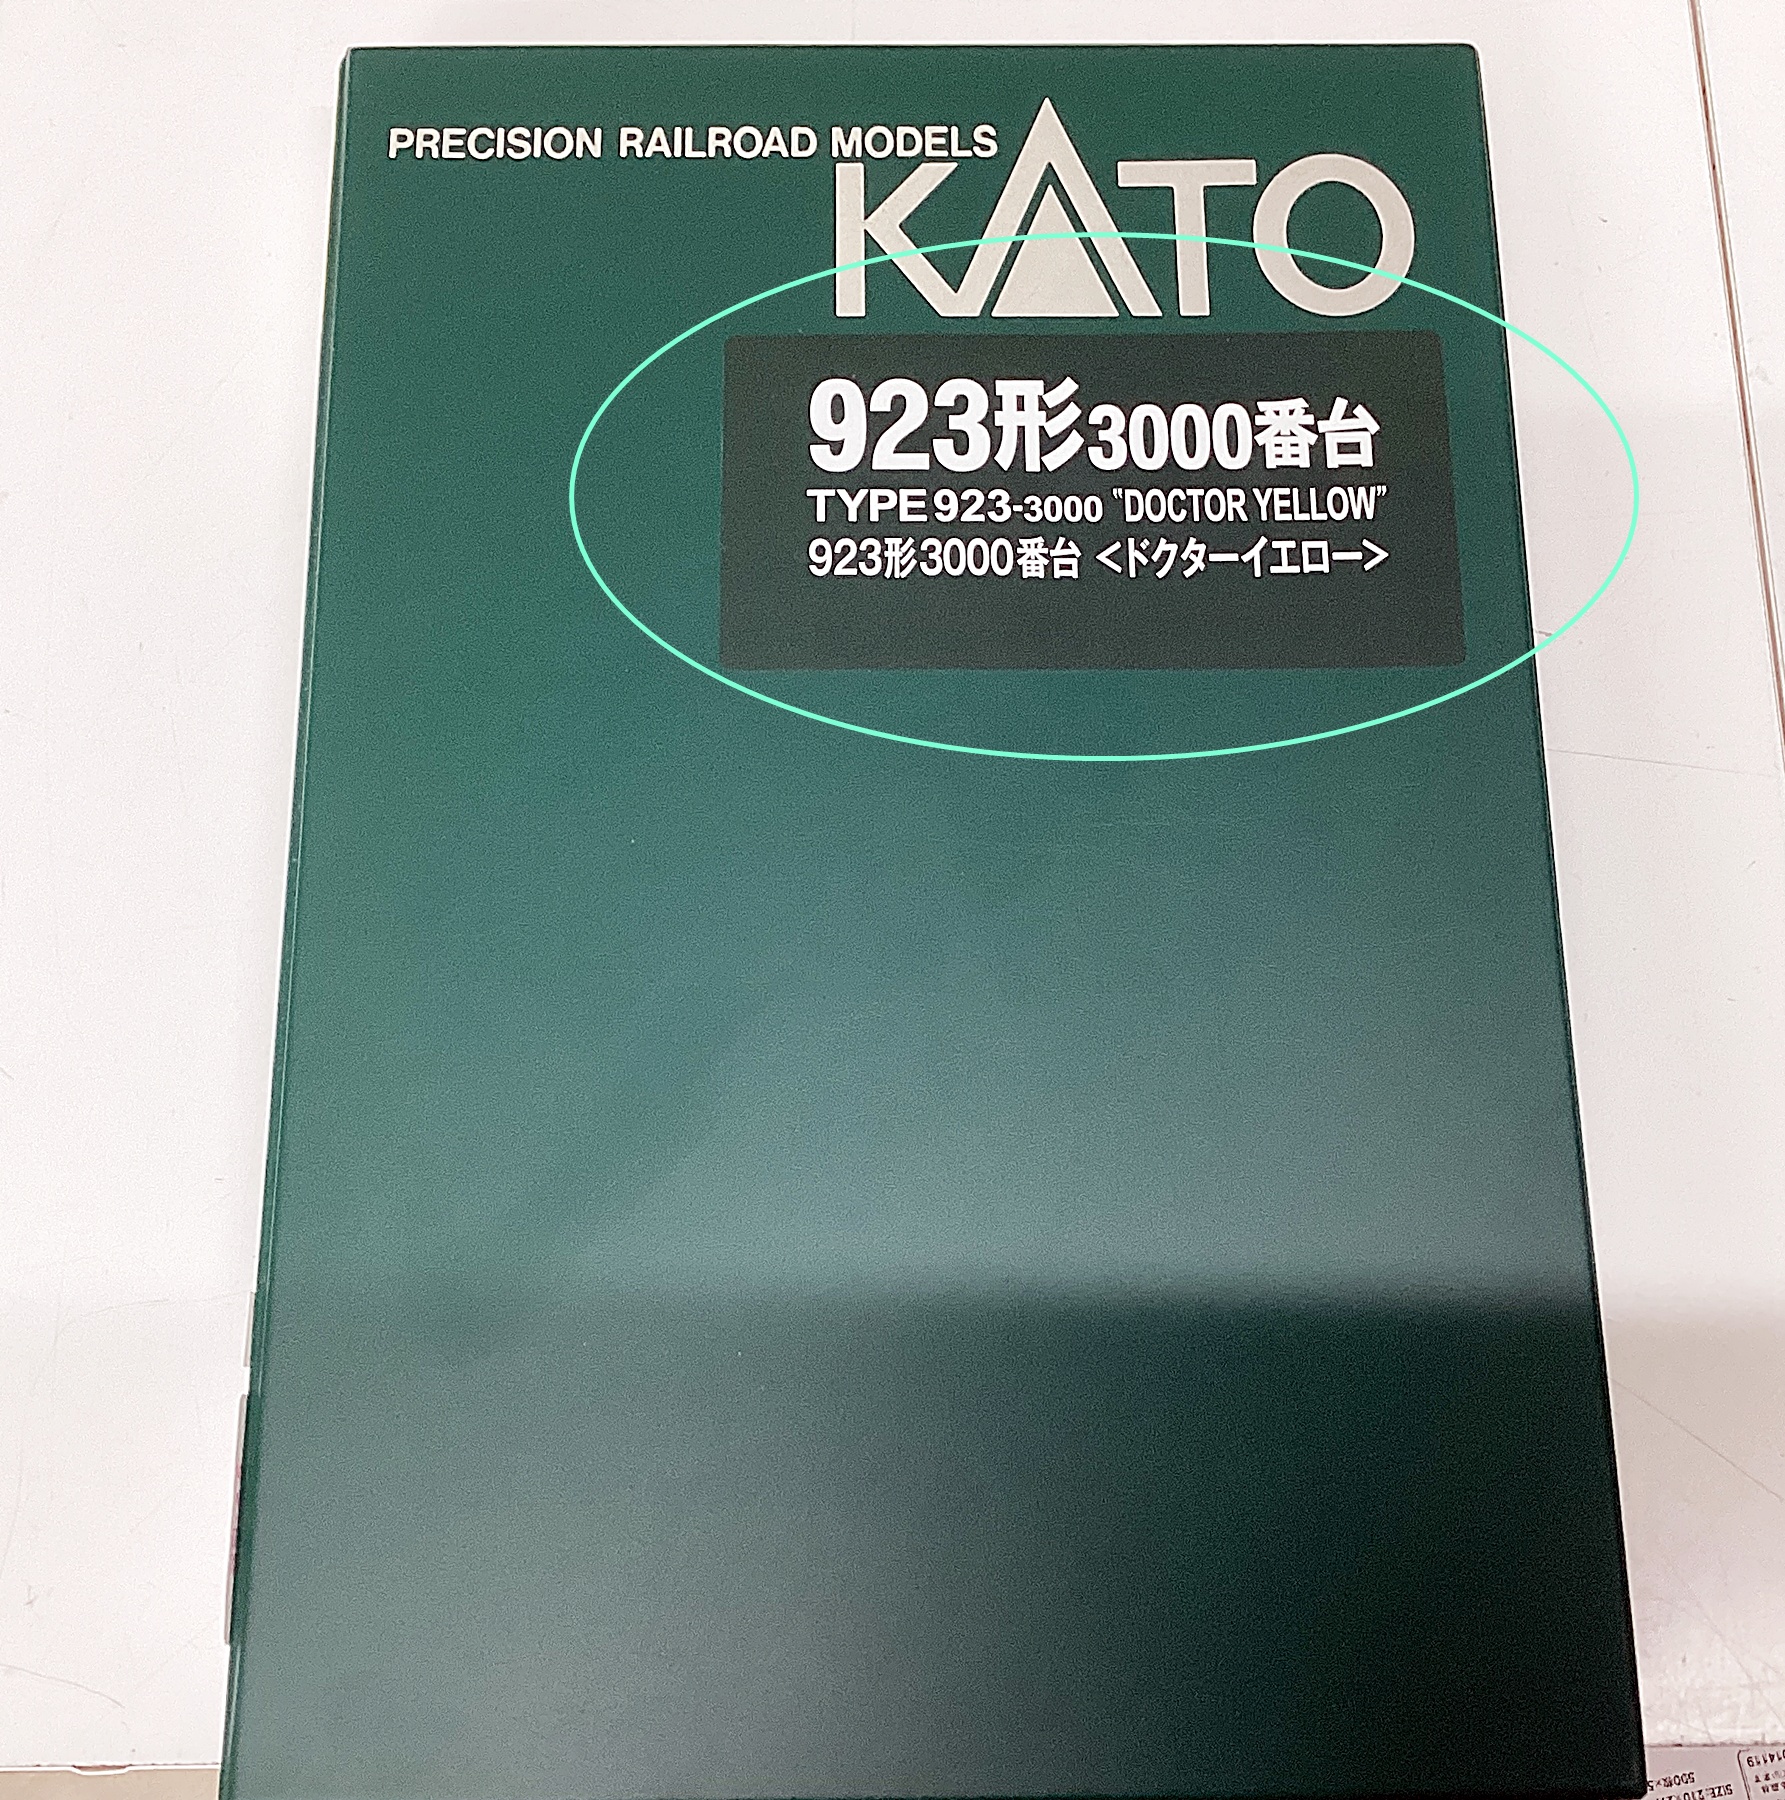 PRECISION RAILROAD MODELS
KATO
923形3000番台
TYPE 923-3000 "DOCTOR YELLOW"
923形3000番台 <ドクターイエロー>